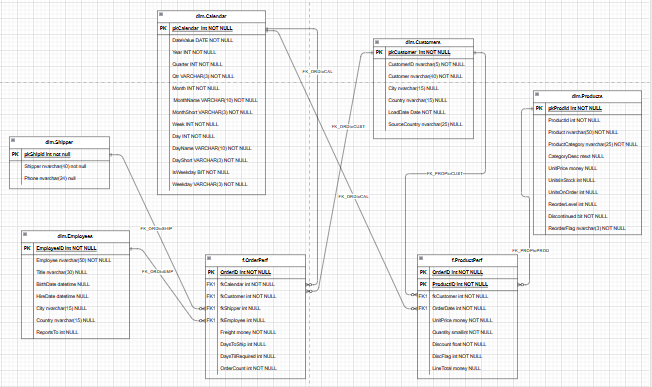 dim.Calendar
PK pkCalendar int NOT NULL
DateValue DATE NOT NULL
Year INT NOT NULL
Quarter INT NOT NULL
Qtr VARCHAR(3) NOT NULL
Month INT NOT NULL
MonthName VARCHAR(10) NOT NULL
MonthShort VARCHAR(3) NOT NULL
Week INT NOT NULL
Day INT NOT NULL
DayName VARCHAR(10) NOT NULL
DayShort VARCHAR(3) NOT NULL
IsWeekday BIT NOT NULL
Weekday VARCHAR(3) NOT NULL
dim.Customers
PK pkCustomer int NOT NULL
CustomerID nvarchar(5) NOT NULL
Customer nvarchar(40) NOT NULL
City nvarchar(15) NULL
Country nvarchar(15) NULL
LoadDate Date NOT NULL
SourceCountry nvarchar(25) NULL
dim.Products
PK pkProdId int NOT NULL
ProductId int NOT NULL
Product nvarchar(50) NOT NULL
ProductCategory nvarchar(25) NOT NULL
CategoryDesc ntext NULL
UnitPrice money NULL
UnitsInStock int NULL
UnitsOnOrder int NULL
ReorderLevel int NULL
Discontinued bit NOT NULL
ReorderFlag nvarchar(3) NULL
dim.Shipper
PK pkShipId int not null
Shipper nvarchar(40) not null
Phone nvarchar(24) null
dim.Employees
PK EmployeeID int NOT NULL
Employee nvarchar(50) NOT NULL
Title nvarchar(30) NULL
BirthDate datetime NULL
HireDate datetime NULL
City nvarchar(15) NULL
Country nvarchar(15) NULL
ReportsTo int NULL
f.OrderPerf
PK OrderID int NOT NULL
FK1 fkCalendar int NOT NULL
FK1 fkCustomer int NOT NULL
FK1 fkShipper int NOT NULL
FK1 fkEmployee int NOT NULL
Freight money NOT NULL
DaysToShip int NOT NULL
DaysTillRequired int NOT NULL
OrderCount int NOT NULL
f.ProductPerf
PK OrderID int NOT NULL
PK ProductID int NOT NULL
FK1 fkCustomer int NOT NULL
FK1 OrderDate int NOT NULL
UnitPrice money NOT NULL
Quantity smallint NOT NULL
Discount float NOT NULL
DiscFlag int NOT NULL
LineTotal money NOT NULL
FK_ORDtoCAL
FK_ORDtoCUST
FK_PRODtoCUST
FK_ORDtoCAL
FK_ORDtoSHIP
FK_ORDtoEMP
FK_PRDPtoPROD